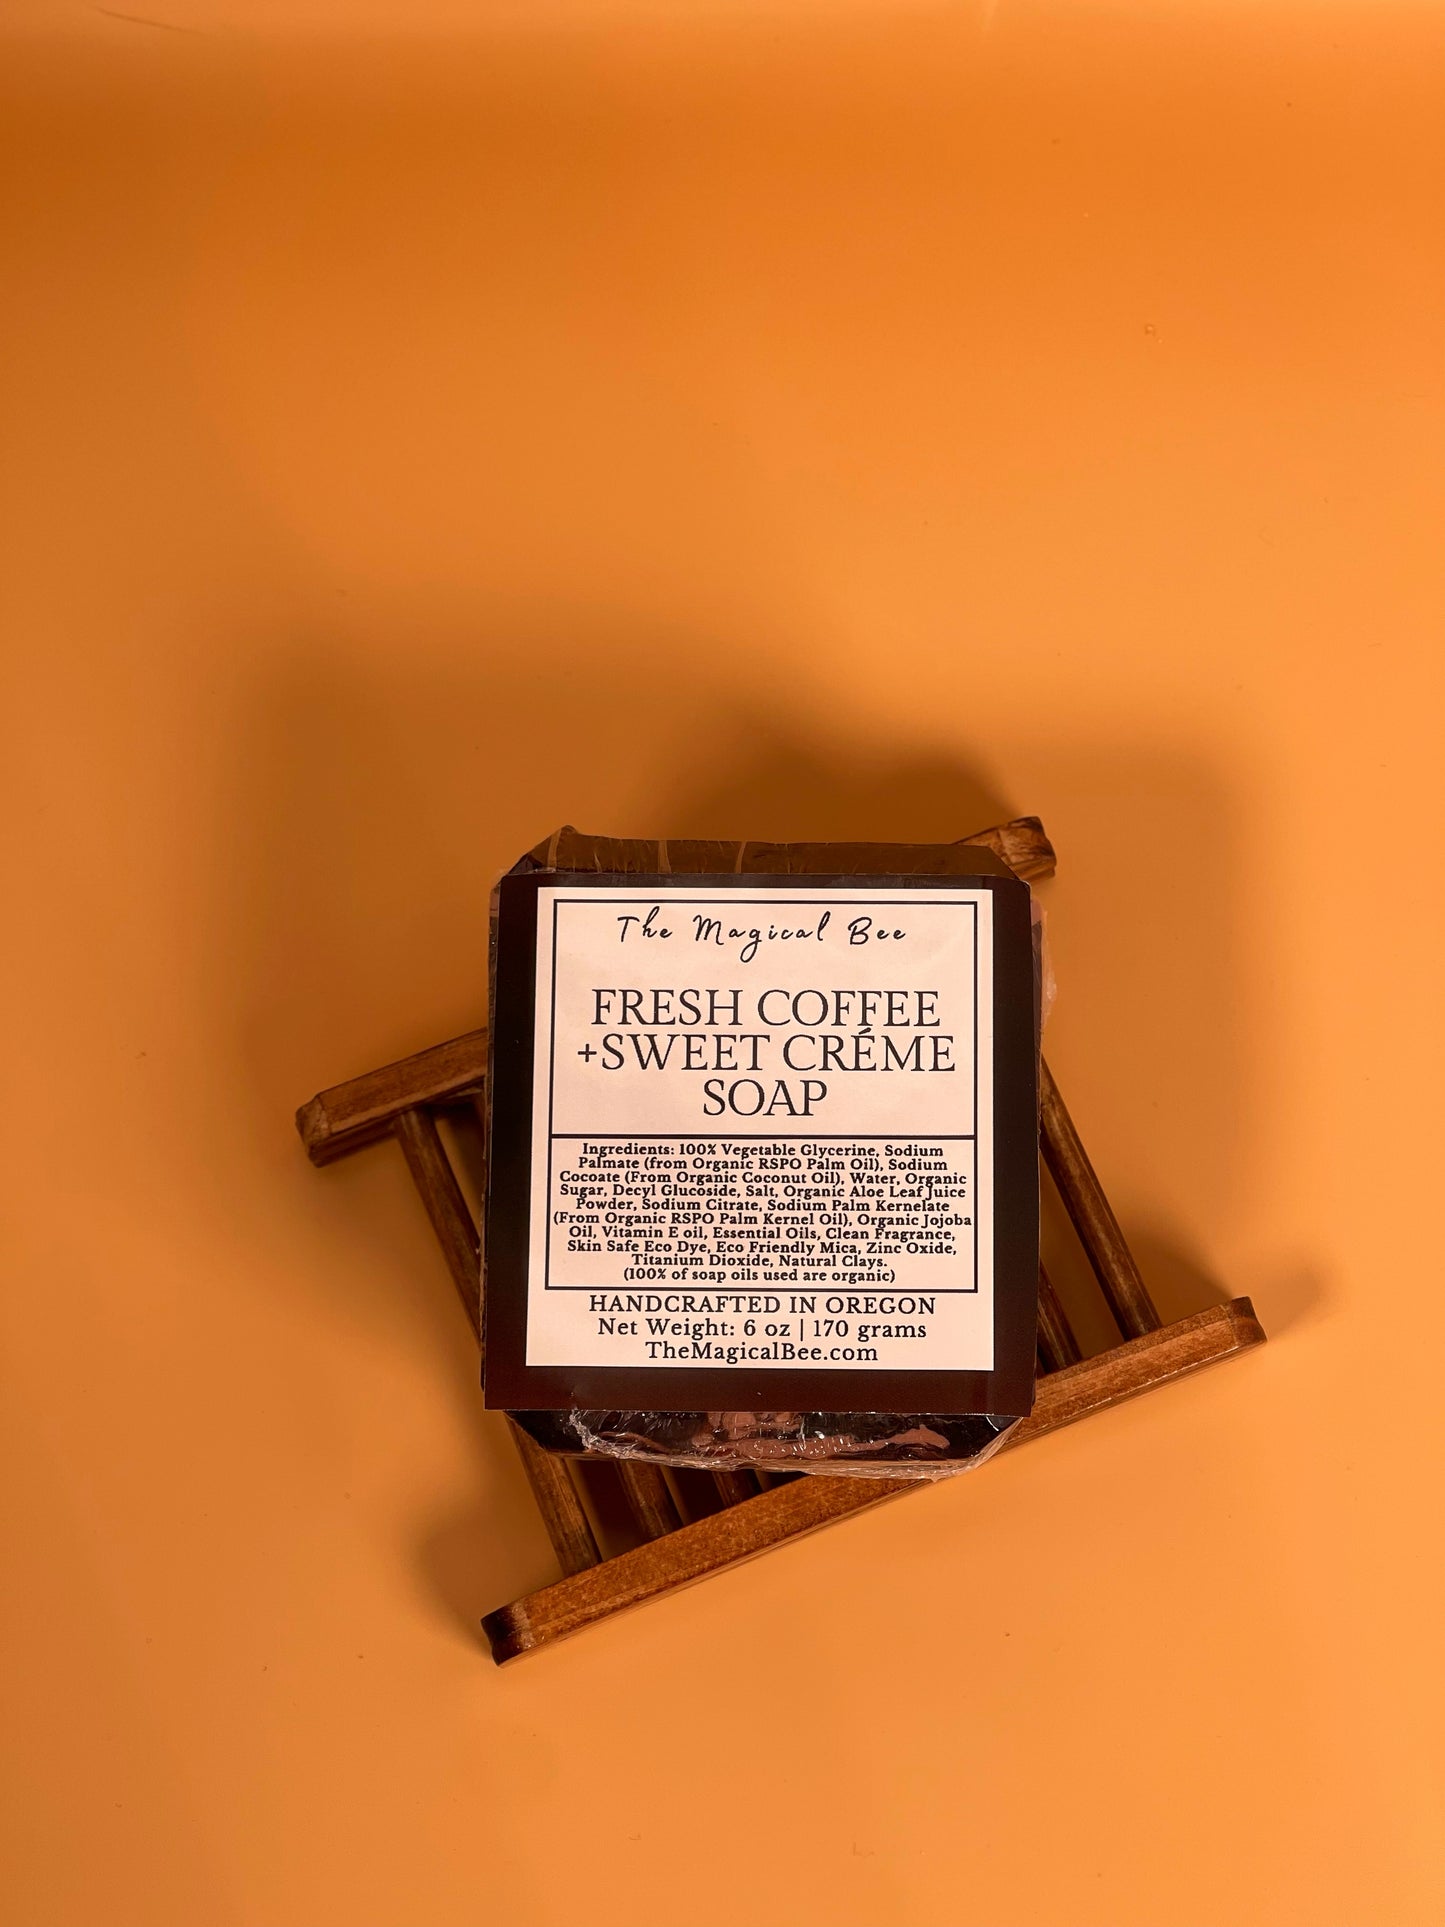 The Magical Bee
FRESH COFFEE
+SWEET CRÉME
SOAP
Ingredients: 100% Vegetable Glycerine, Sodium
Palmate (from Organic RSPO Palm Oil), Sodium
Cocoate (From Organic Coconut Oil), Water, Organic
Sugar, Decyl Glucoside, Salt, Organic Aloe Leaf Juice
Powder, Sodium Citrate, Sodium Palm Kernelate
(From Organic RSPO Palm Kernel Oil), Organic Jojoba
Oil, Vitamin E oil, Essential Oils, Clean Fragrance,
Skin Safe Eco Dye, Eco Friendly Mica, Zinc Oxide,
Titanium Dioxide, Natural Clays.
(100% of soap oils used are organic)
HANDCRAFTED IN OREGON
Net Weight: 6 oz | 170 grams
TheMagicalBee.com